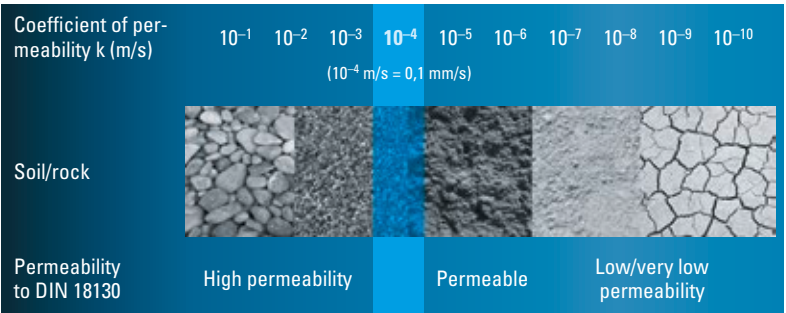 Coefficient of per-
meability k (m/s)
10⁻¹ 10⁻² 10⁻³ 10⁻⁴ 10⁻⁵ 10⁻⁶ 10⁻⁷ 10⁻⁸ 10⁻⁹ 10⁻¹⁰
(10⁻⁴ m/s = 0,1 mm/s)
Soil/rock
Permeability
to DIN 18130
High permeability
Permeable
Low/very low
permeability